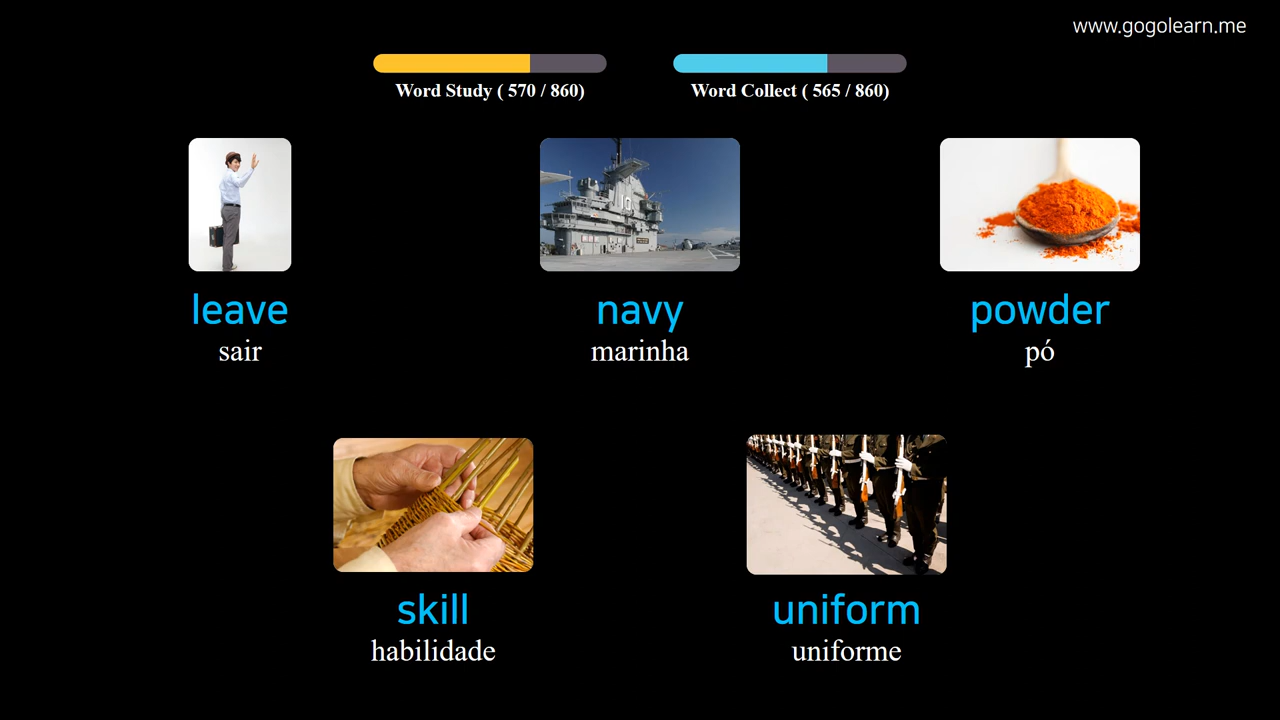 www.gogolearn.me
Word Study ( 570 / 860)
Word Collect ( 565 / 860)
leave
sair
navy
marinha
powder
pó
skill
habilidade
uniform
uniforme